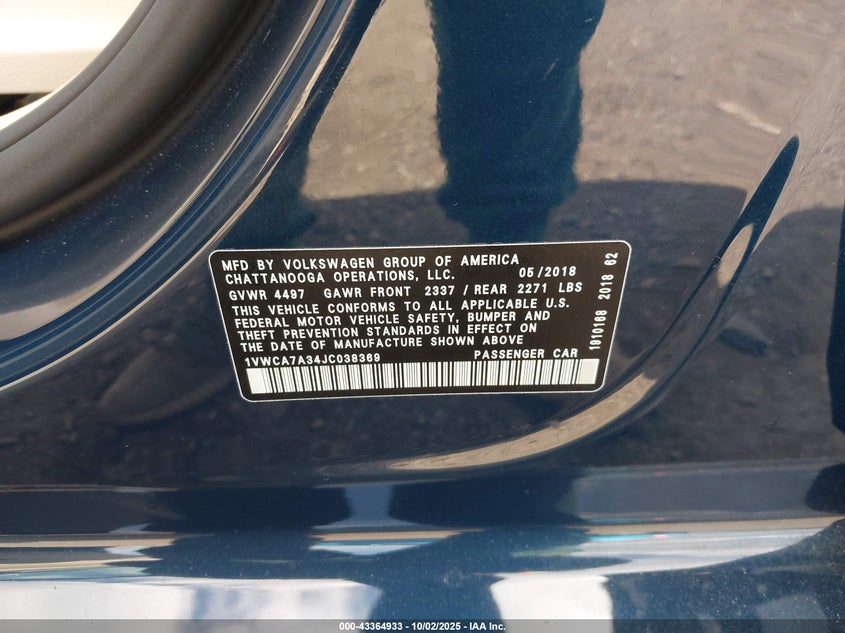 MFD BY VOLKSWAGEN GROUP OF AMERICA
CHATTANOOGA OPERATIONS, LLC. 05/2018
GVWR 4497 GAWR FRONT 2337 / REAR 2271 LBS
THIS VEHICLE CONFORMS TO ALL APPLICABLE U.S.
FEDERAL MOTOR VEHICLE SAFETY, BUMPER AND
THEFT PREVENTION STANDARDS IN EFFECT ON
THE DATE OF MANUFACTURE SHOWN ABOVE
1VWCA7A34JC038369 PASSENGER CAR
1910168 2018 62
000-43364933 - 10/02/2025 - IAA Inc.